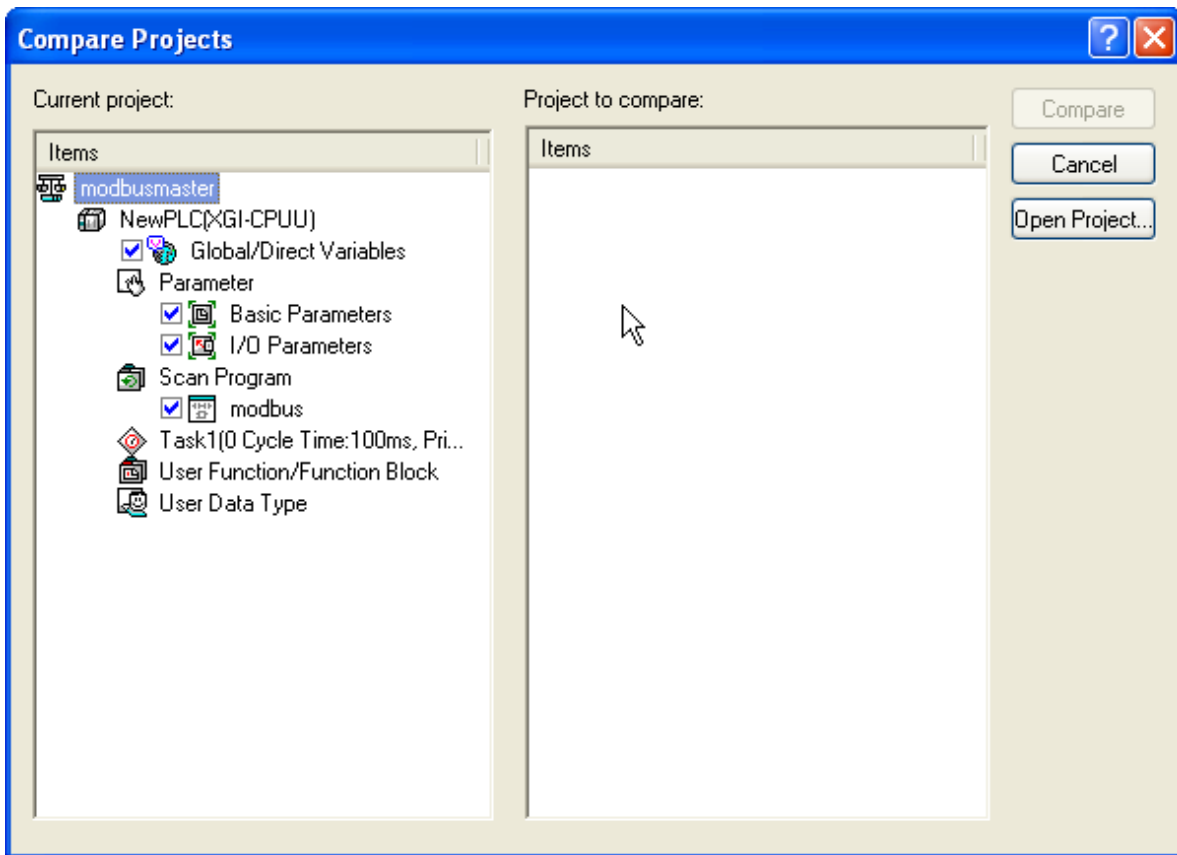 Compare Projects
Current project:
Project to compare:
Compare
Cancel
Open Project...
Items
modbusmaster
NewPLC(XGI-CPUU)
Global/Direct Variables
Parameter
Basic Parameters
I/O Parameters
Scan Program
modbus
Task1(0 Cycle Time:100ms, Pri...
User Function/Function Block
User Data Type
Items